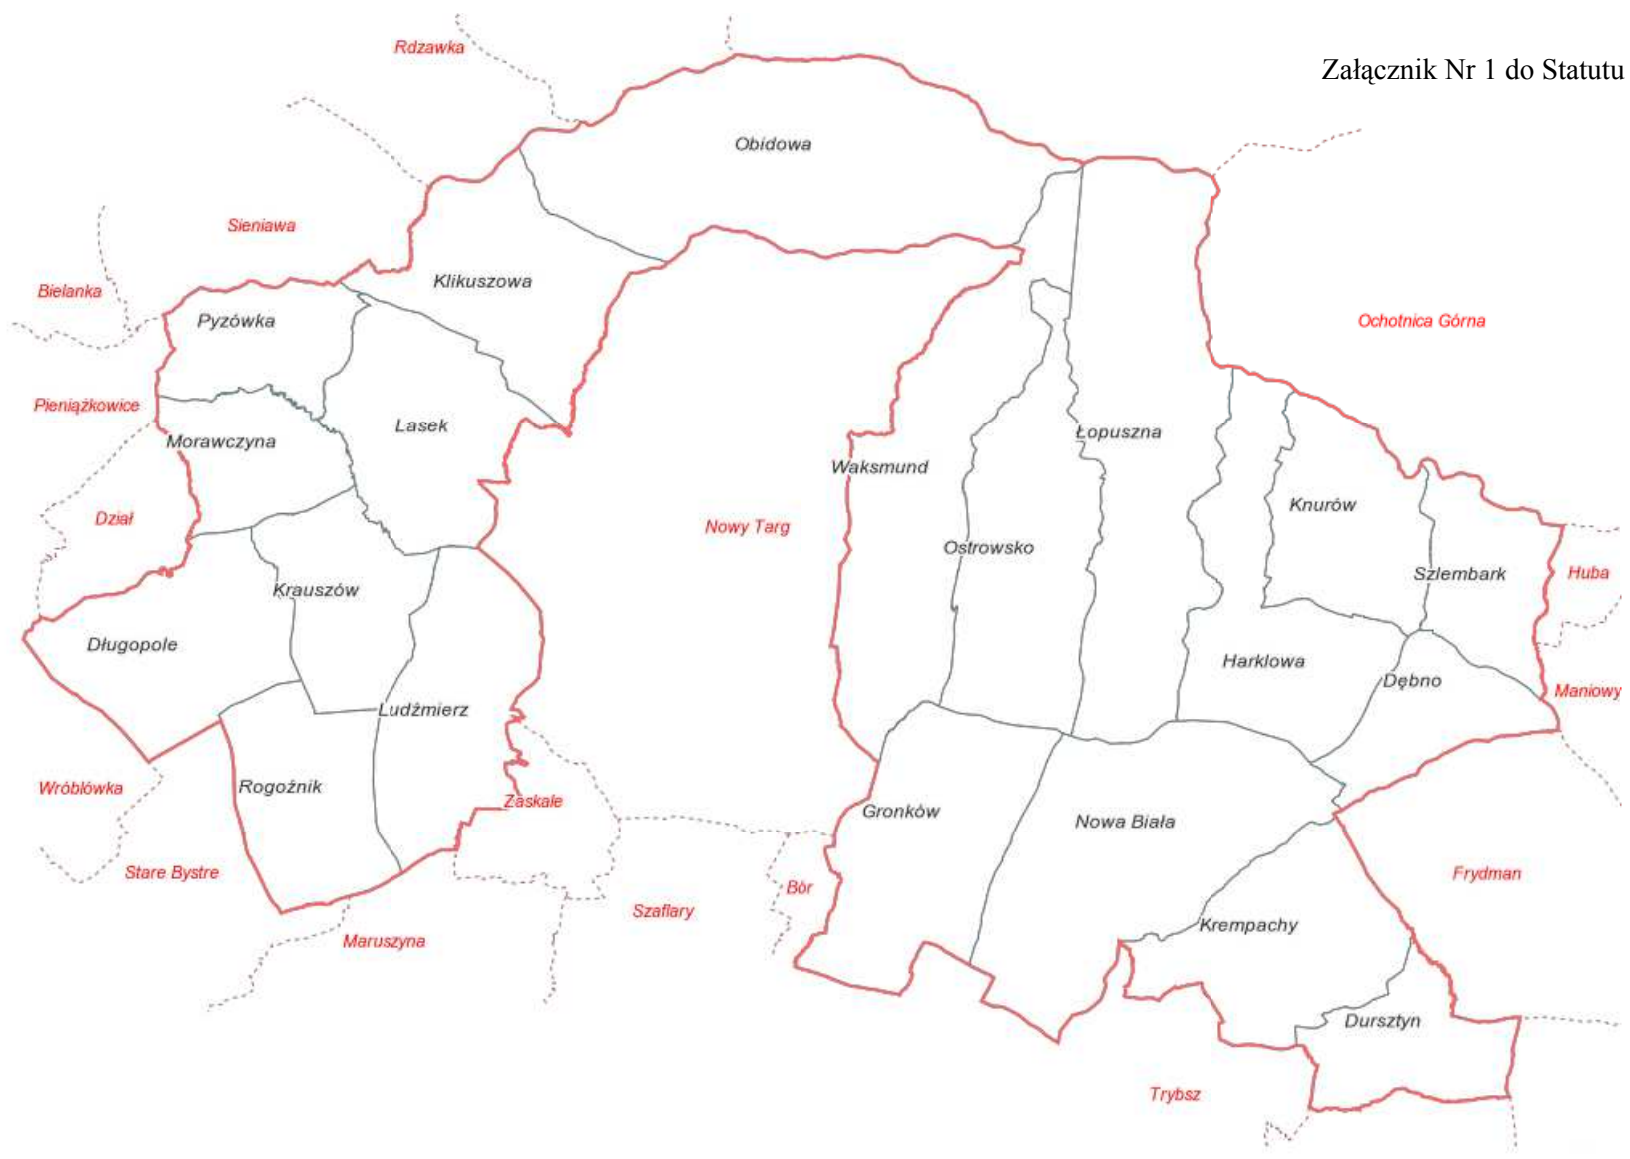 Rdzawka
Załącznik Nr 1 do Statutu
Obidowa
Sieniawa
Klikuszowa
Bielanka
Pyzówka
Ochotnica Górna
Pieniążkowice
Lasek
Łopuszna
Morawczyna
Waksmund
Knurów
Dział
Nowy Targ
Ostrowsko
Szlembark
Huba
Krauszów
Długopole
Harklowa
Dębno
Maniowy
Ludźmierz
Wróblówka
Rogoźnik
Zaskale
Gronków
Nowa Biała
Stare Bystre
Frydman
Bór
Szaflary
Krempachy
Maruszyna
Dursztyn
Trybsz